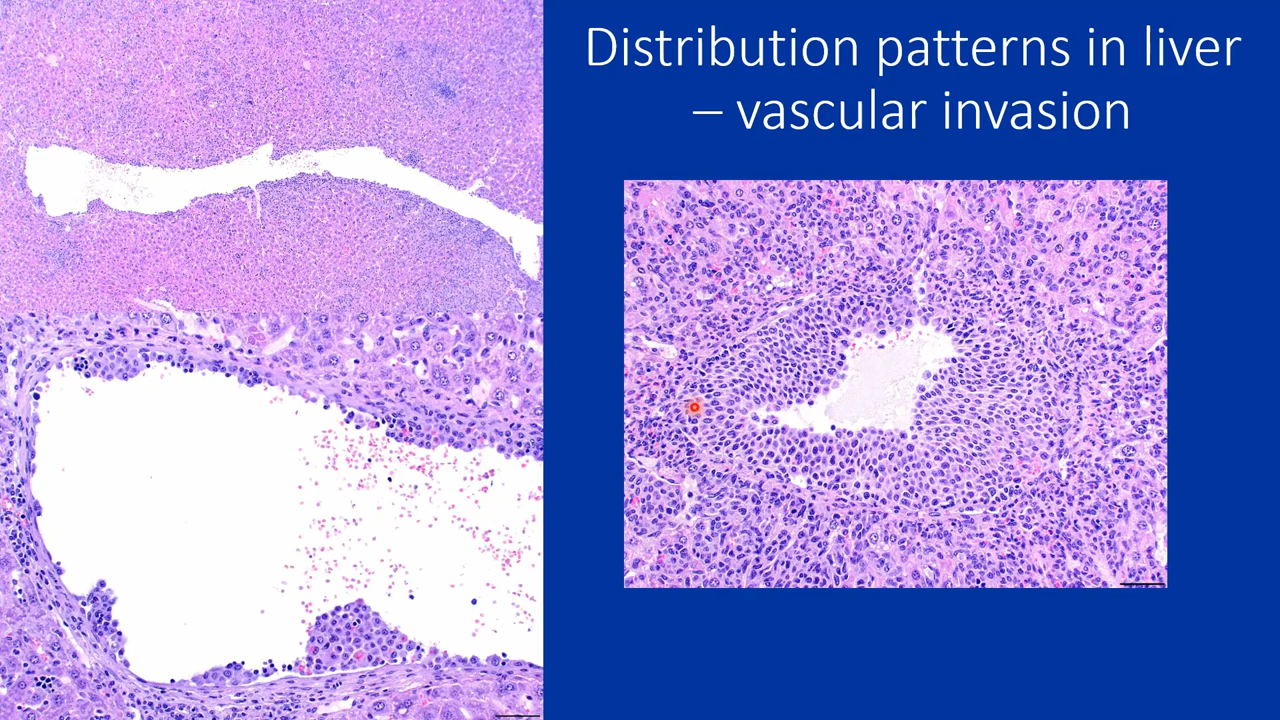 Distribution patterns in liver
– vascular invasion